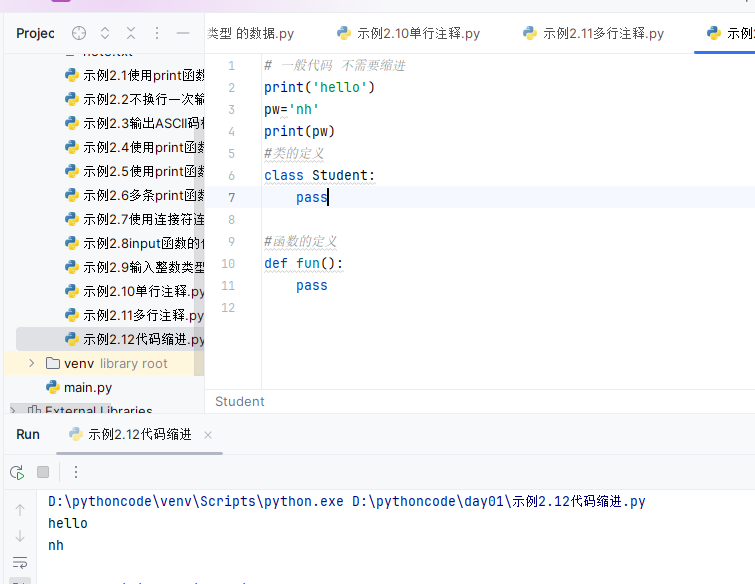 Projec
类型 的数据.py
示例2.10单行注释.py
示例2.11多行注释.py
示例
note.txt
示例2.1使用print函数
示例2.2不换行一次输
示例2.3输出ASCII码
示例2.4使用print函数
示例2.5使用print函数
示例2.6多条print函数
示例2.7使用连接符连
示例2.8input函数的
示例2.9输入整数类型
示例2.10单行注释.py
示例2.11多行注释.py
示例2.12代码缩进.py
venv library root
main.py
External Libraries
1 # 一般代码 不需要缩进
2 print('hello')
3 pw='nh'
4 print(pw)
5 #类的定义
6 class Student:
7 pass
8
9 #函数的定义
10 def fun():
11 pass
12
Student
Run
示例2.12代码缩进
D:\pythoncode\venv\Scripts\python.exe D:\pythoncode\day01\示例2.12代码缩进.py
hello
nh